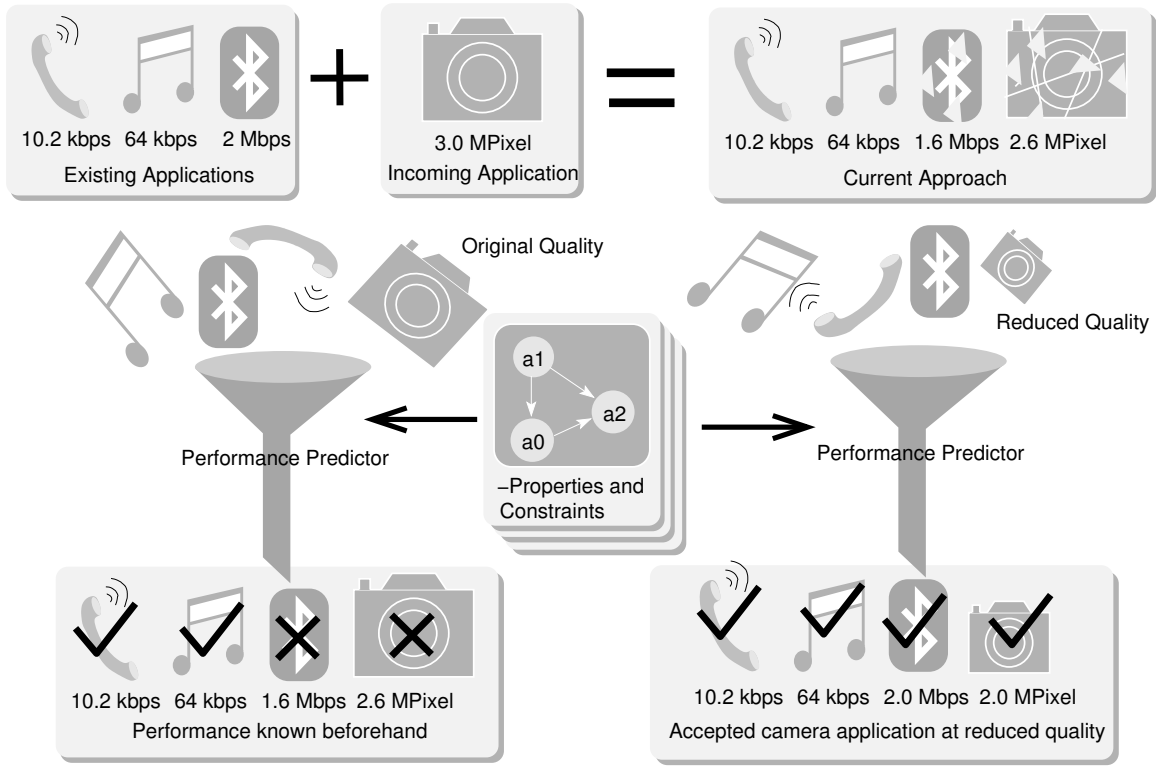 10.2 kbps 64 kbps 2 Mbps
Existing Applications
3.0 MPixel
Incoming Application
10.2 kbps 64 kbps 1.6 Mbps 2.6 MPixel
Current Approach
Original Quality
Reduced Quality
a1
a2
a0
–Properties and
Constraints
Performance Predictor
Performance Predictor
10.2 kbps 64 kbps 1.6 Mbps 2.6 MPixel
Performance known beforehand
10.2 kbps 64 kbps 2.0 Mbps 2.0 MPixel
Accepted camera application at reduced quality